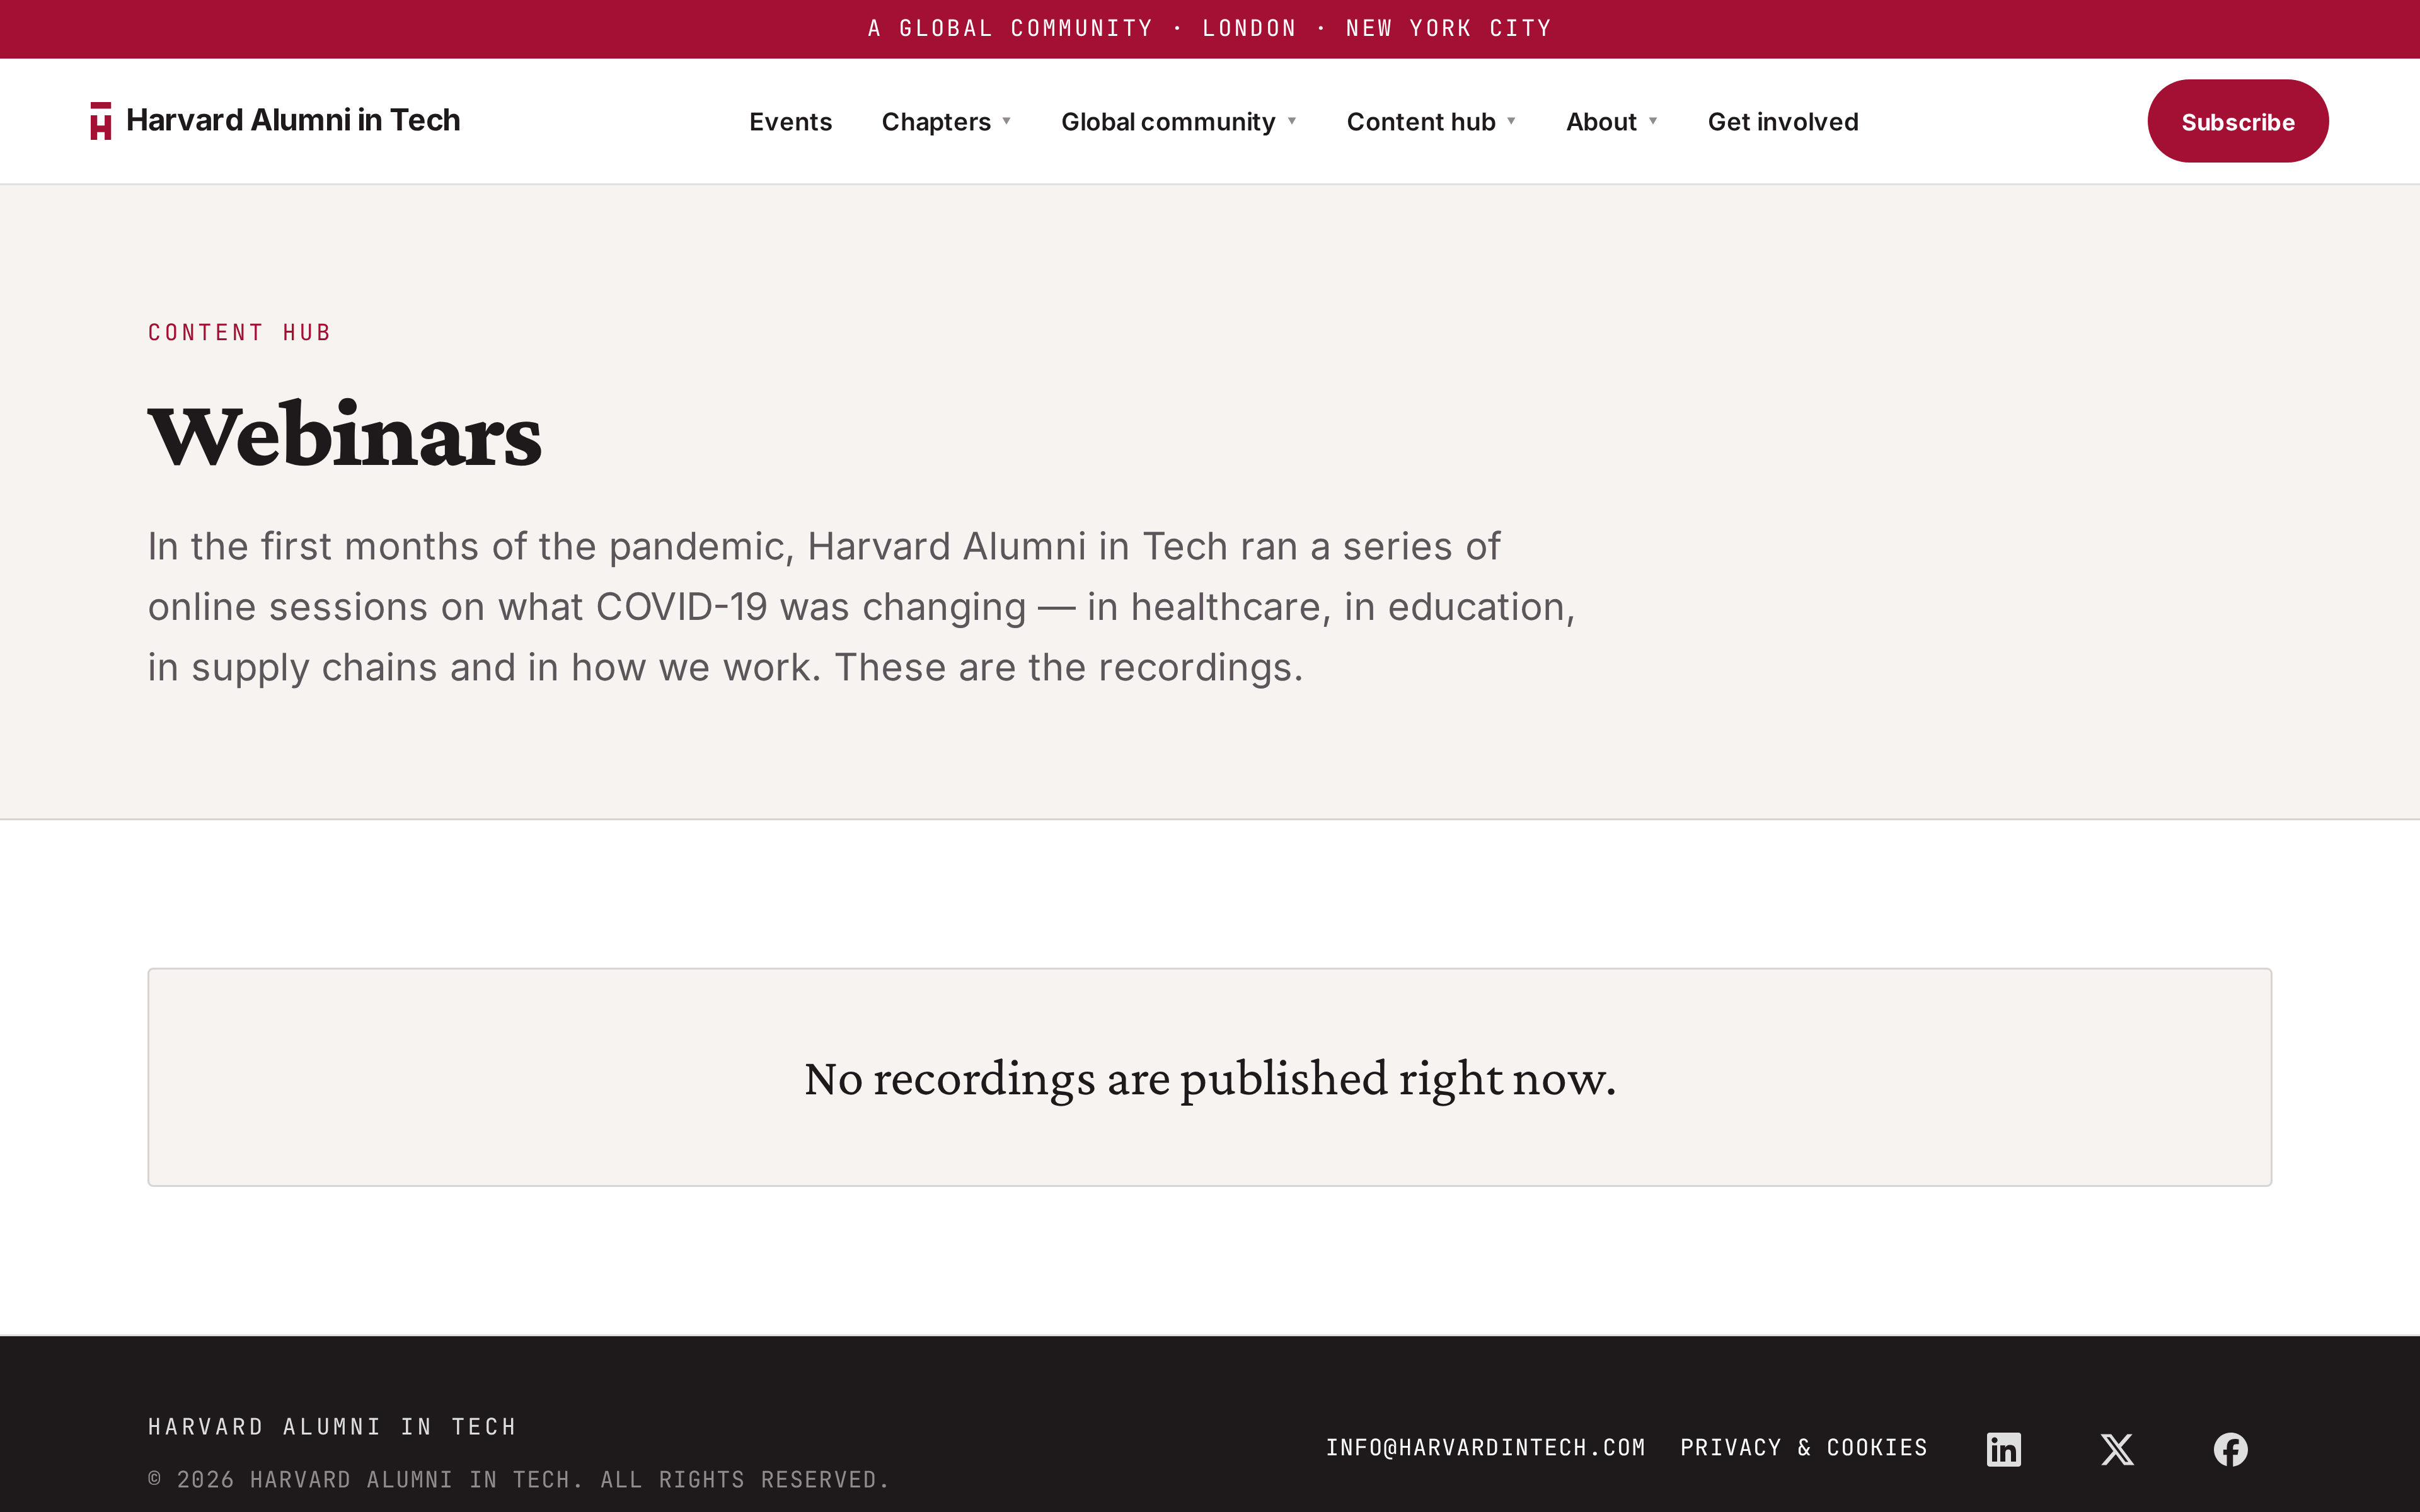 A GLOBAL COMMUNITY · LONDON · NEW YORK CITY
Harvard Alumni in Tech
Events
Chapters
Global community
Content hub
About
Get involved
Subscribe
CONTENT HUB
Webinars
In the first months of the pandemic, Harvard Alumni in Tech ran a series of
online sessions on what COVID-19 was changing — in healthcare, in education,
in supply chains and in how we work. These are the recordings.
No recordings are published right now.
HARVARD ALUMNI IN TECH
© 2026 HARVARD ALUMNI IN TECH. ALL RIGHTS RESERVED.
INFO@HARVARDINTECH.COM
PRIVACY & COOKIES